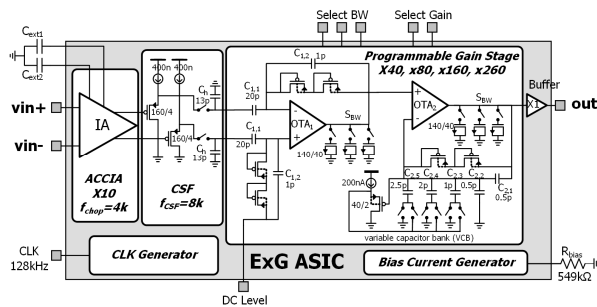 Select BW
Select Gain
Cext1
Cext2
400n 400n
Ch
13p
160/4
160/4
Ch
13p
C1,2 1p
C1,1
20p
C1,1
20p
OTA1
SBW
140/40
C1,2
1p
Programmable Gain Stage
X40, x80, x160, x260
OTA2
SBW
140/40
Buffer
X1
out
vin+
vin-
IA
ACCIA
X10
fchop=4k
CSF
fCSF=8k
200nA
40/2
C2,5 C2,4 C2,3 C2,2
2.5p 2p 1p 0.5p
C2,1
0.5p
variable capacitor bank (VCB)
CLK
128kHz
CLK Generator
ExG ASIC
Bias Current Generator
Rbias
549kΩ
DC Level